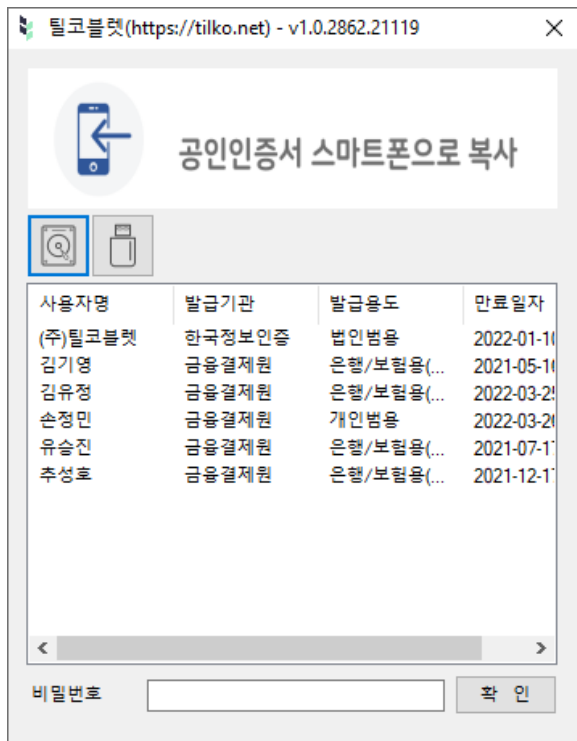 틸코블렛(https://tilko.net) - v1.0.2862.21119
공인인증서 스마트폰으로 복사
사용자명 발급기관 발급용도 만료일자
(주)틸코블렛 한국정보인증 법인범용 2022-01-10
김기영 금융결제원 은행/보험용(... 2021-05-16
김유정 금융결제원 은행/보험용(... 2022-03-25
손정민 금융결제원 개인범용 2022-03-26
유승진 금융결제원 은행/보험용(... 2021-07-17
추성호 금융결제원 은행/보험용(... 2021-12-17
비밀번호 확 인